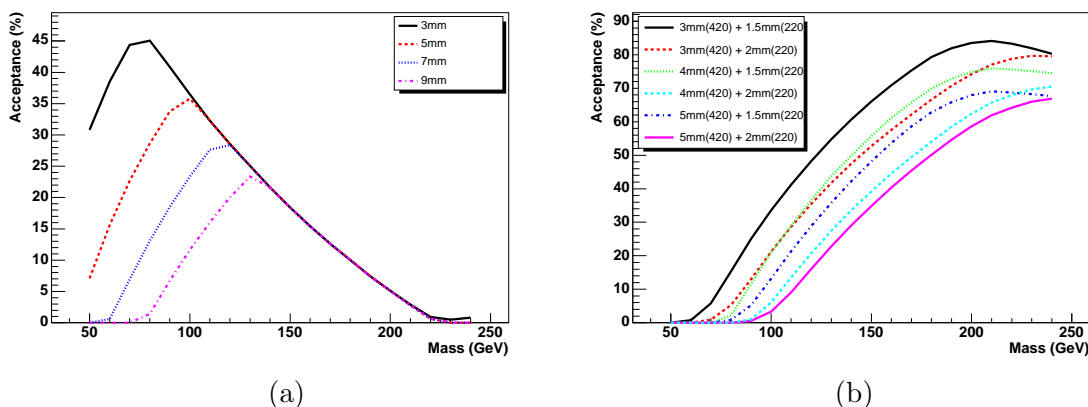 Acceptance (%)
45
40
35
30
25
20
15
10
5
0
50 100 150 200 250
Mass (GeV)
3mm
5mm
7mm
9mm
(a)
Acceptance (%)
90
80
70
60
50
40
30
20
10
0
50 100 150 200 250
Mass (GeV)
3mm(420) + 1.5mm(220
3mm(420) + 2mm(220)
4mm(420) + 1.5mm(220
4mm(420) + 2mm(220)
5mm(420) + 1.5mm(220
5mm(420) + 2mm(220)
(b)